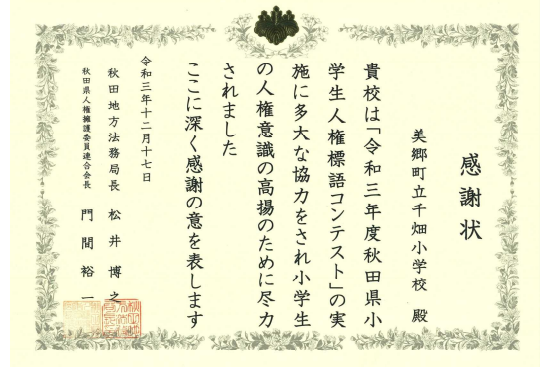 感謝状
美郷町立千畑小学校 殿
貴校は「令和三年度秋田県小
学生人権標語コンテスト」の実
施に多大な協力をされ小学生
の人権意識の高揚のために尽力
されました
ここに深く感謝の意を表します
令和三年十二月十七日
秋田地方法務局長 松井博之
秋田県人権擁護委員連合会長 門間裕一